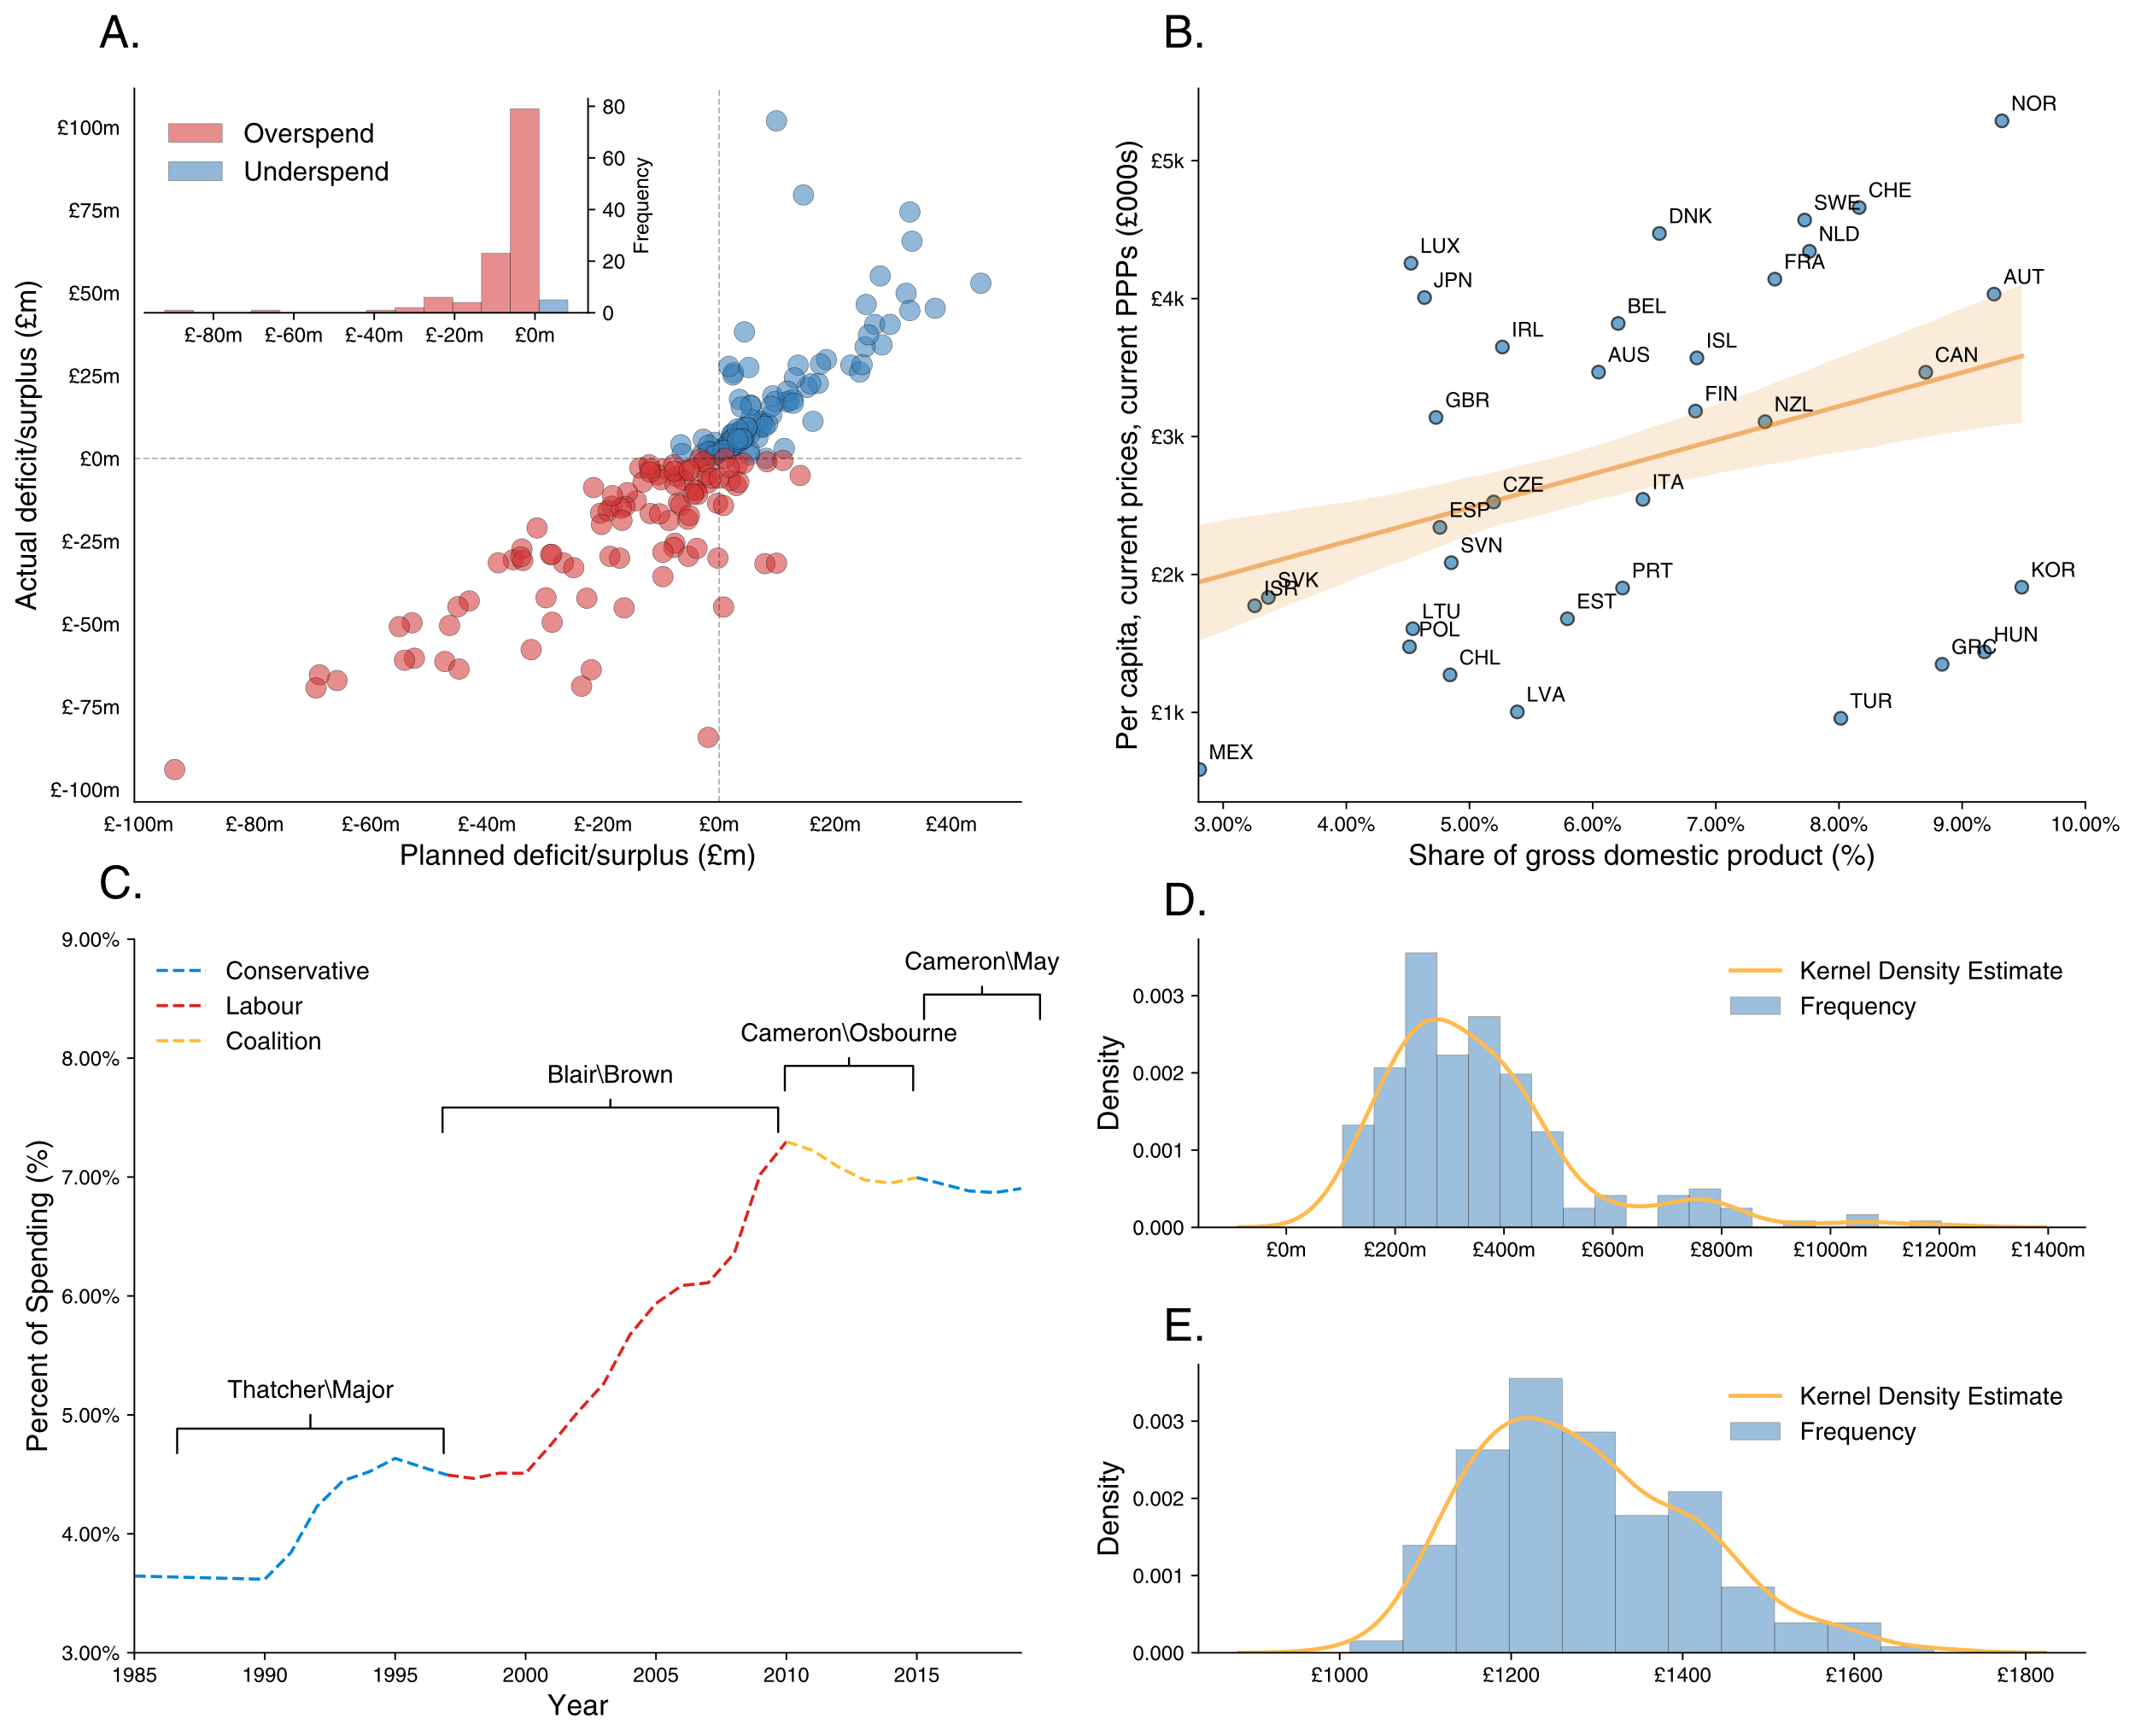 A.
£100m
£75m
£50m
£25m
£0m
£-25m
£-50m
£-75m
£-100m
Actual deficit/surplus (£m)
Overspend
Underspend
80
60
40
20
0
Frequency
£-80m £-60m £-40m £-20m £0m
£-100m £-80m £-60m £-40m £-20m £0m £20m £40m
Planned deficit/surplus (£m)
B.
£5k
£4k
£3k
£2k
£1k
Per capita, current prices, current PPPs (£000s)
NOR
CHE
SWE
DNK
NLD
LUX
FRA
AUT
JPN
BEL
IRL
ISL
AUS
CAN
FIN
GBR
NZL
CZE
ITA
ESP
SVN
PRT
KOR
SVK
ISR
EST
LTU
POL
HUN
GRC
CHL
LVA
TUR
MEX
3.00% 4.00% 5.00% 6.00% 7.00% 8.00% 9.00% 10.00%
Share of gross domestic product (%)
C.
9.00%
8.00%
7.00%
6.00%
5.00%
4.00%
3.00%
Percent of Spending (%)
Conservative
Labour
Coalition
Cameron\May
Cameron\Osbourne
Blair\Brown
Thatcher\Major
1985 1990 1995 2000 2005 2010 2015
Year
D.
0.003
0.002
0.001
0.000
Density
Kernel Density Estimate
Frequency
£0m £200m £400m £600m £800m £1000m £1200m £1400m
E.
0.003
0.002
0.001
0.000
Density
Kernel Density Estimate
Frequency
£1000 £1200 £1400 £1600 £1800